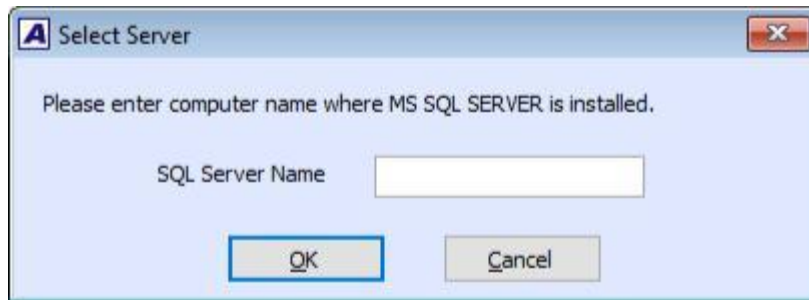 A Select Server
Please enter computer name where MS SQL SERVER is installed.
SQL Server Name
OK Cancel